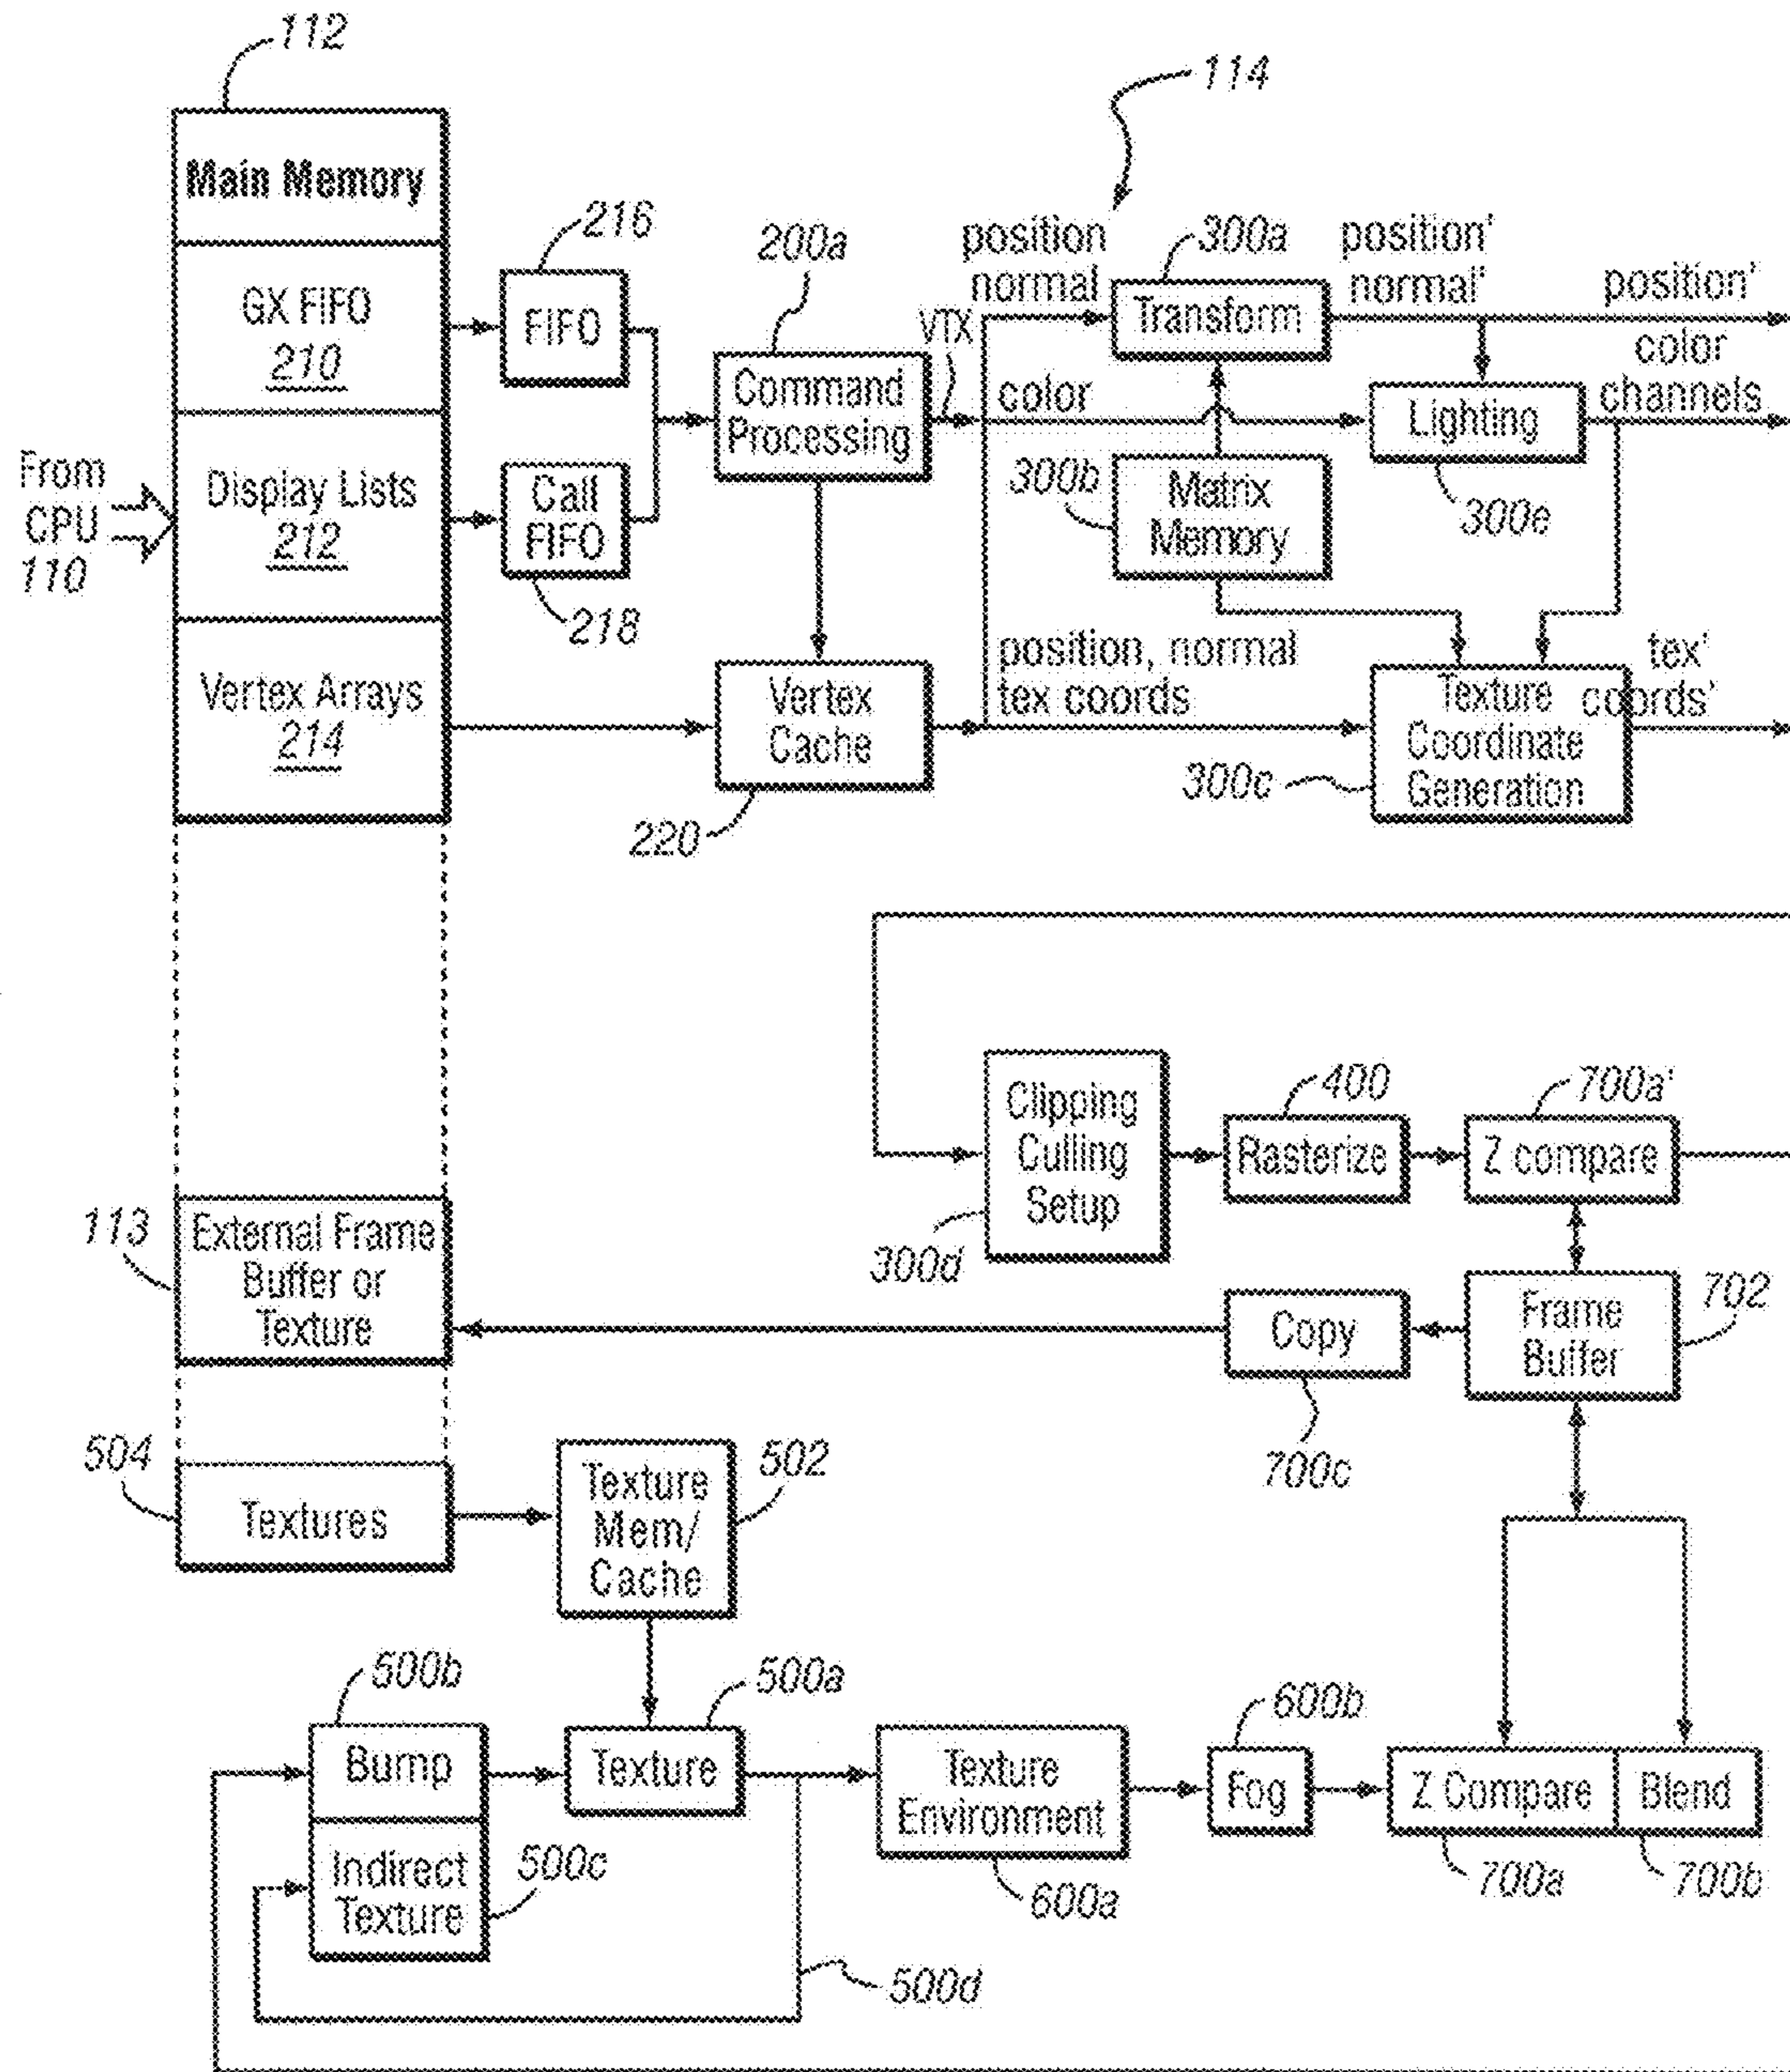 112
114
Main Memory
216
200a
position
normal
300a
position'
normal'
position'
GX FIFO
210
FIFO
VTX
Transform
color
channels
Command
Processing
color
Lighting
From
CPU
110
Display Lists
212
Call
FIFO
300b
Matrix
Memory
300e
218
Vertex Arrays
214
Vertex
Cache
position, normal
tex coords
Texture
Coordinate
Generation
tex'
coords'
300c
220
400
700a'
Clipping
Culling
Setup
Rasterize
Z compare
113
External Frame
Buffer or
Texture
300d
702
Copy
Frame
Buffer
504
502
700c
Textures
Texture
Mem/
Cache
500b
500a
600b
Bump
Texture
Texture
Environment
Fog
Z Compare
Blend
Indirect
Texture
500c
600a
700a
700b
500d